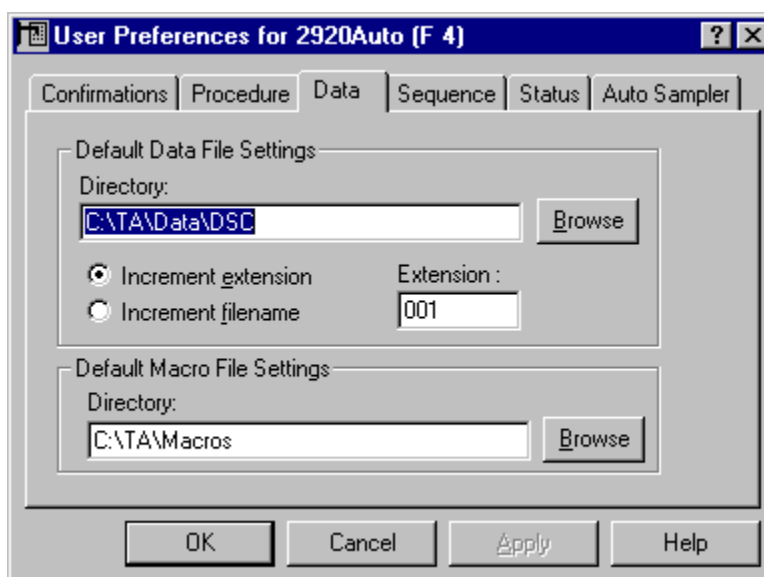 User Preferences for 2920Auto (F 4)
Confirmations Procedure Data Sequence Status Auto Sampler
Default Data File Settings
Directory:
C:\TA\Data\DSC Browse
Increment extension Extension :
Increment filename 001
Default Macro File Settings
Directory:
C:\TA\Macros Browse
OK Cancel Apply Help